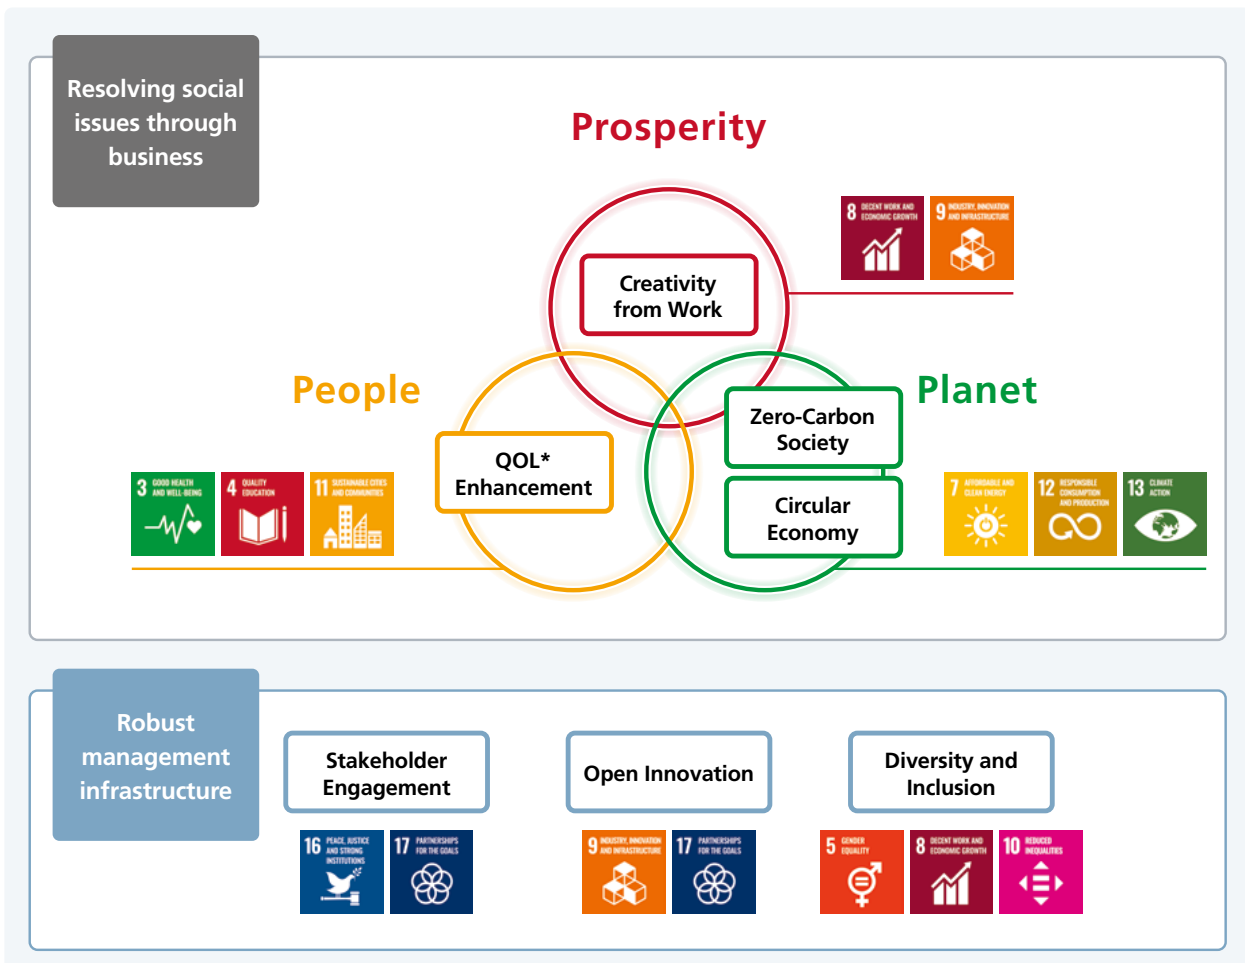 Resolving social
issues through
business
Prosperity
Creativity
from Work
8 DECENT WORK AND
ECONOMIC GROWTH
9 INDUSTRY, INNOVATION
AND INFRASTRUCTURE
People
QOL*
Enhancement
3 GOOD HEALTH
AND WELL-BEING
4 QUALITY
EDUCATION
11 SUSTAINABLE CITIES
AND COMMUNITIES
Planet
Zero-Carbon
Society
Circular
Economy
7 AFFORDABLE AND
CLEAN ENERGY
12 RESPONSIBLE
CONSUMPTION
AND PRODUCTION
13 CLIMATE
ACTION
Robust
management
infrastructure
Stakeholder
Engagement
16 PEACE, JUSTICE
AND STRONG
INSTITUTIONS
17 PARTNERSHIPS
FOR THE GOALS
Open Innovation
9 INDUSTRY, INNOVATION
AND INFRASTRUCTURE
17 PARTNERSHIPS
FOR THE GOALS
Diversity and
Inclusion
5 GENDER
EQUALITY
8 DECENT WORK AND
ECONOMIC GROWTH
10 REDUCED
INEQUALITIES